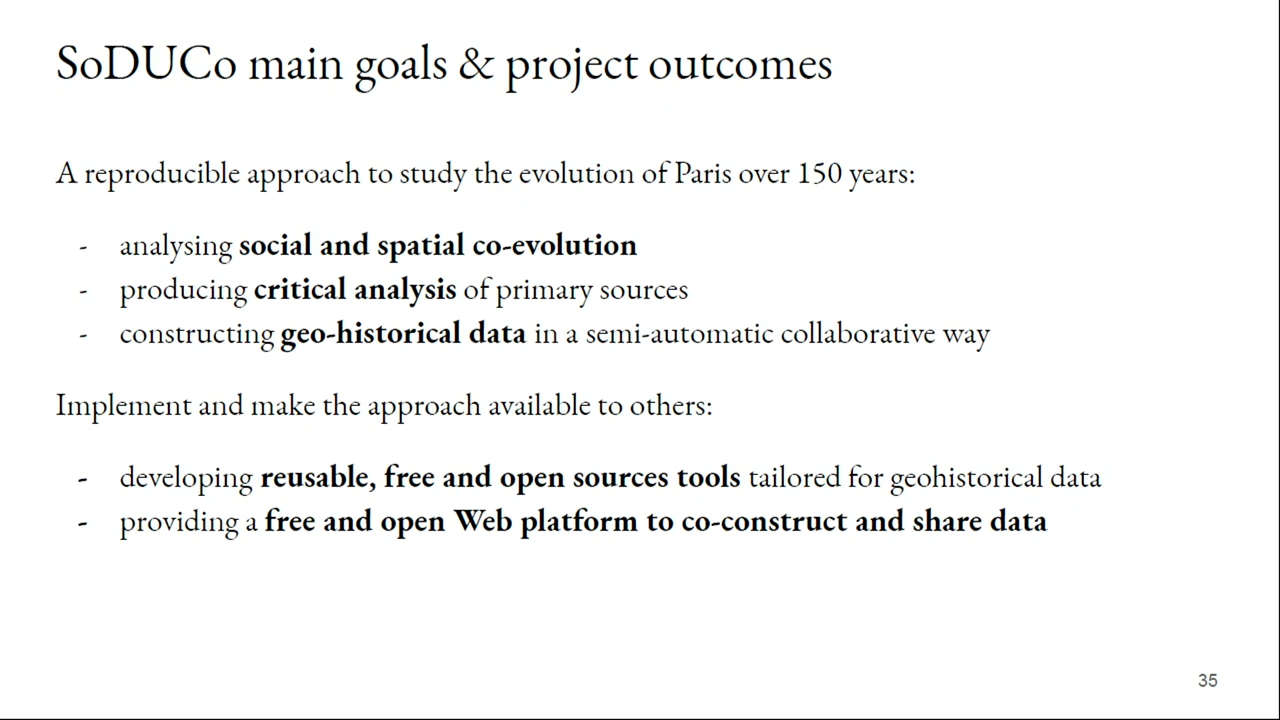 SoDUCo main goals & project outcomes
A reproducible approach to study the evolution of Paris over 150 years:
- analysing social and spatial co-evolution
- producing critical analysis of primary sources
- constructing geo-historical data in a semi-automatic collaborative way
Implement and make the approach available to others:
- developing reusable, free and open sources tools tailored for geohistorical data
- providing a free and open Web platform to co-construct and share data
35